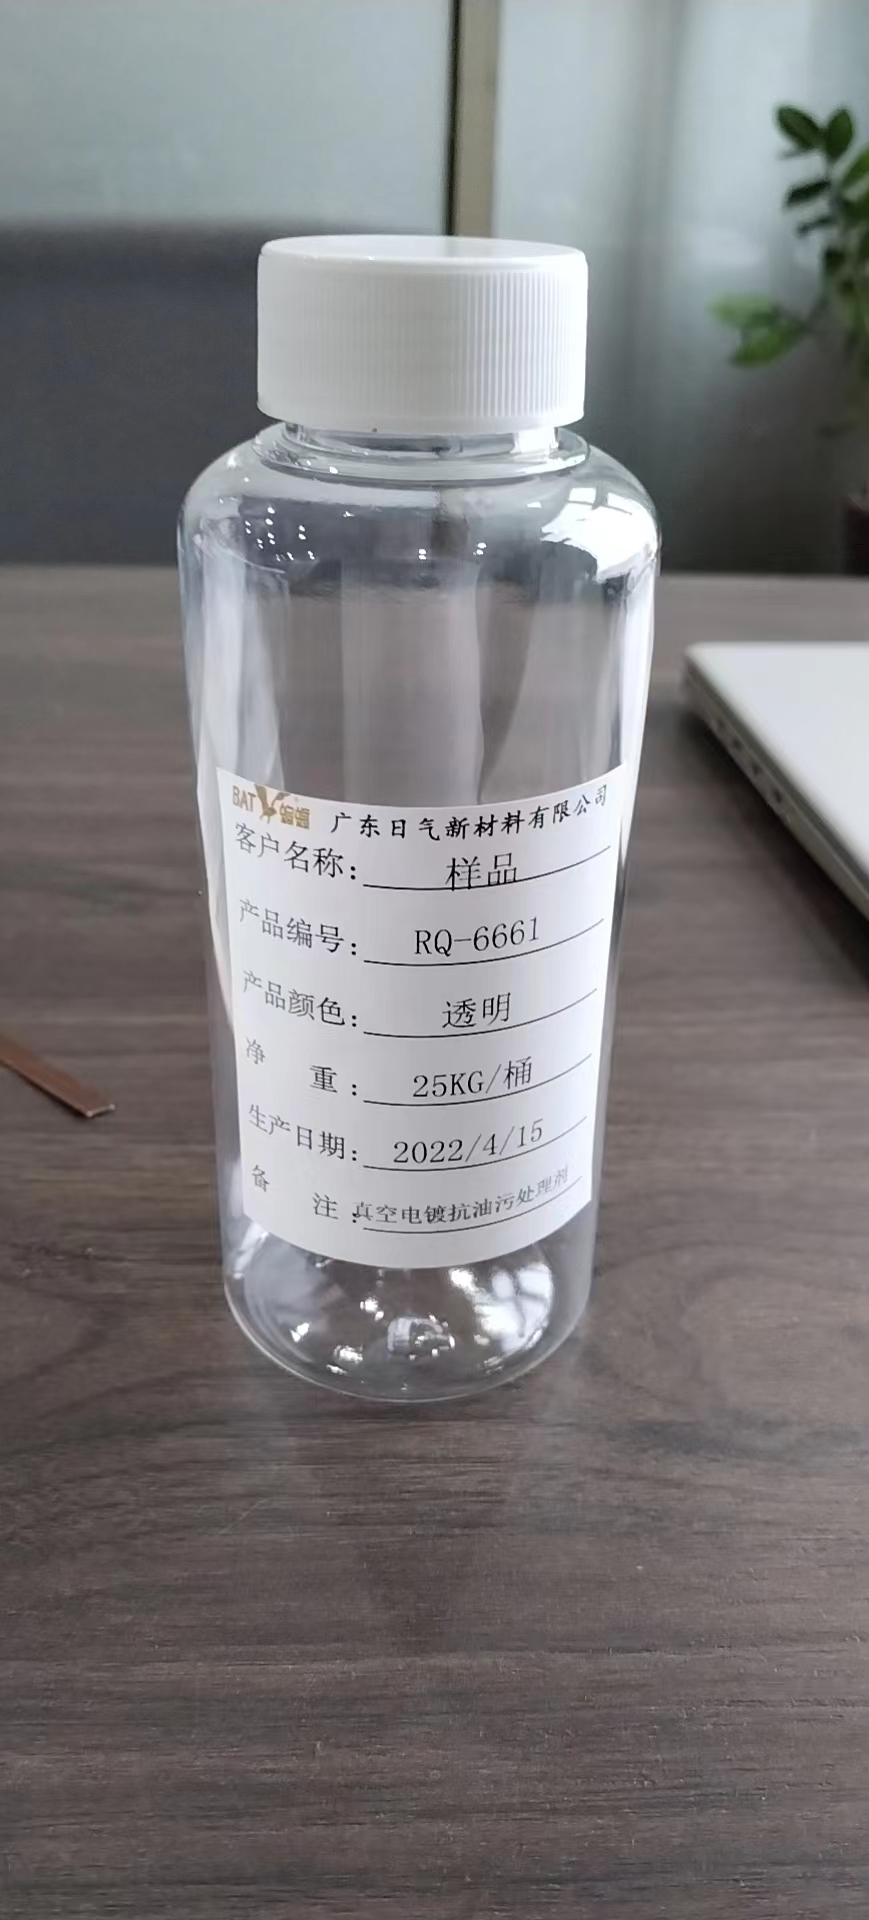 BAT 蝙蝠® 广东日气新材料有限公司
客户名称: 样品
产品编号: RQ-6661
产品颜色: 透明
净 重: 25KG/桶
生产日期: 2022/4/15
备 注: 真空电镀抗油污处理剂